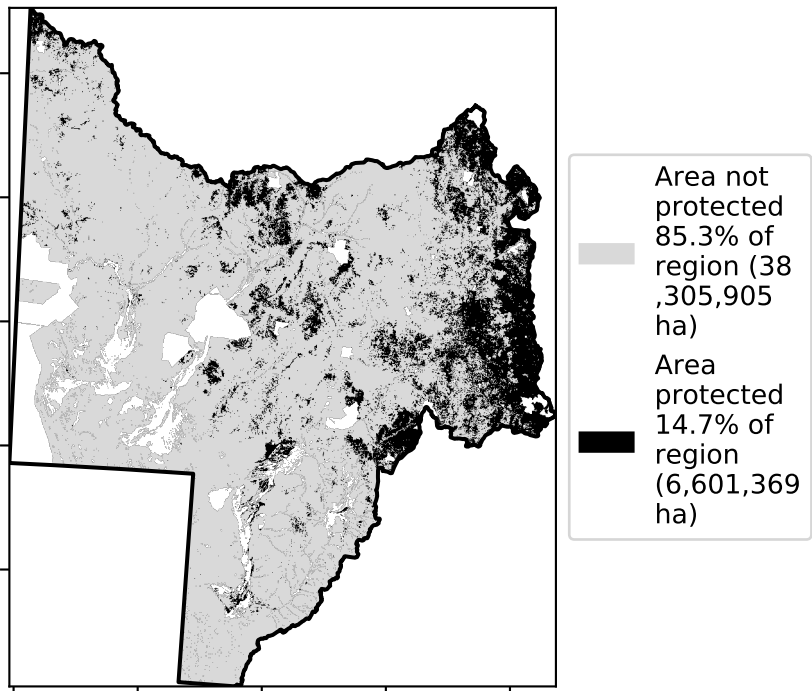 Area not
protected
85.3% of
region (38
,305,905
ha)
Area
protected
14.7% of
region
(6,601,369
ha)